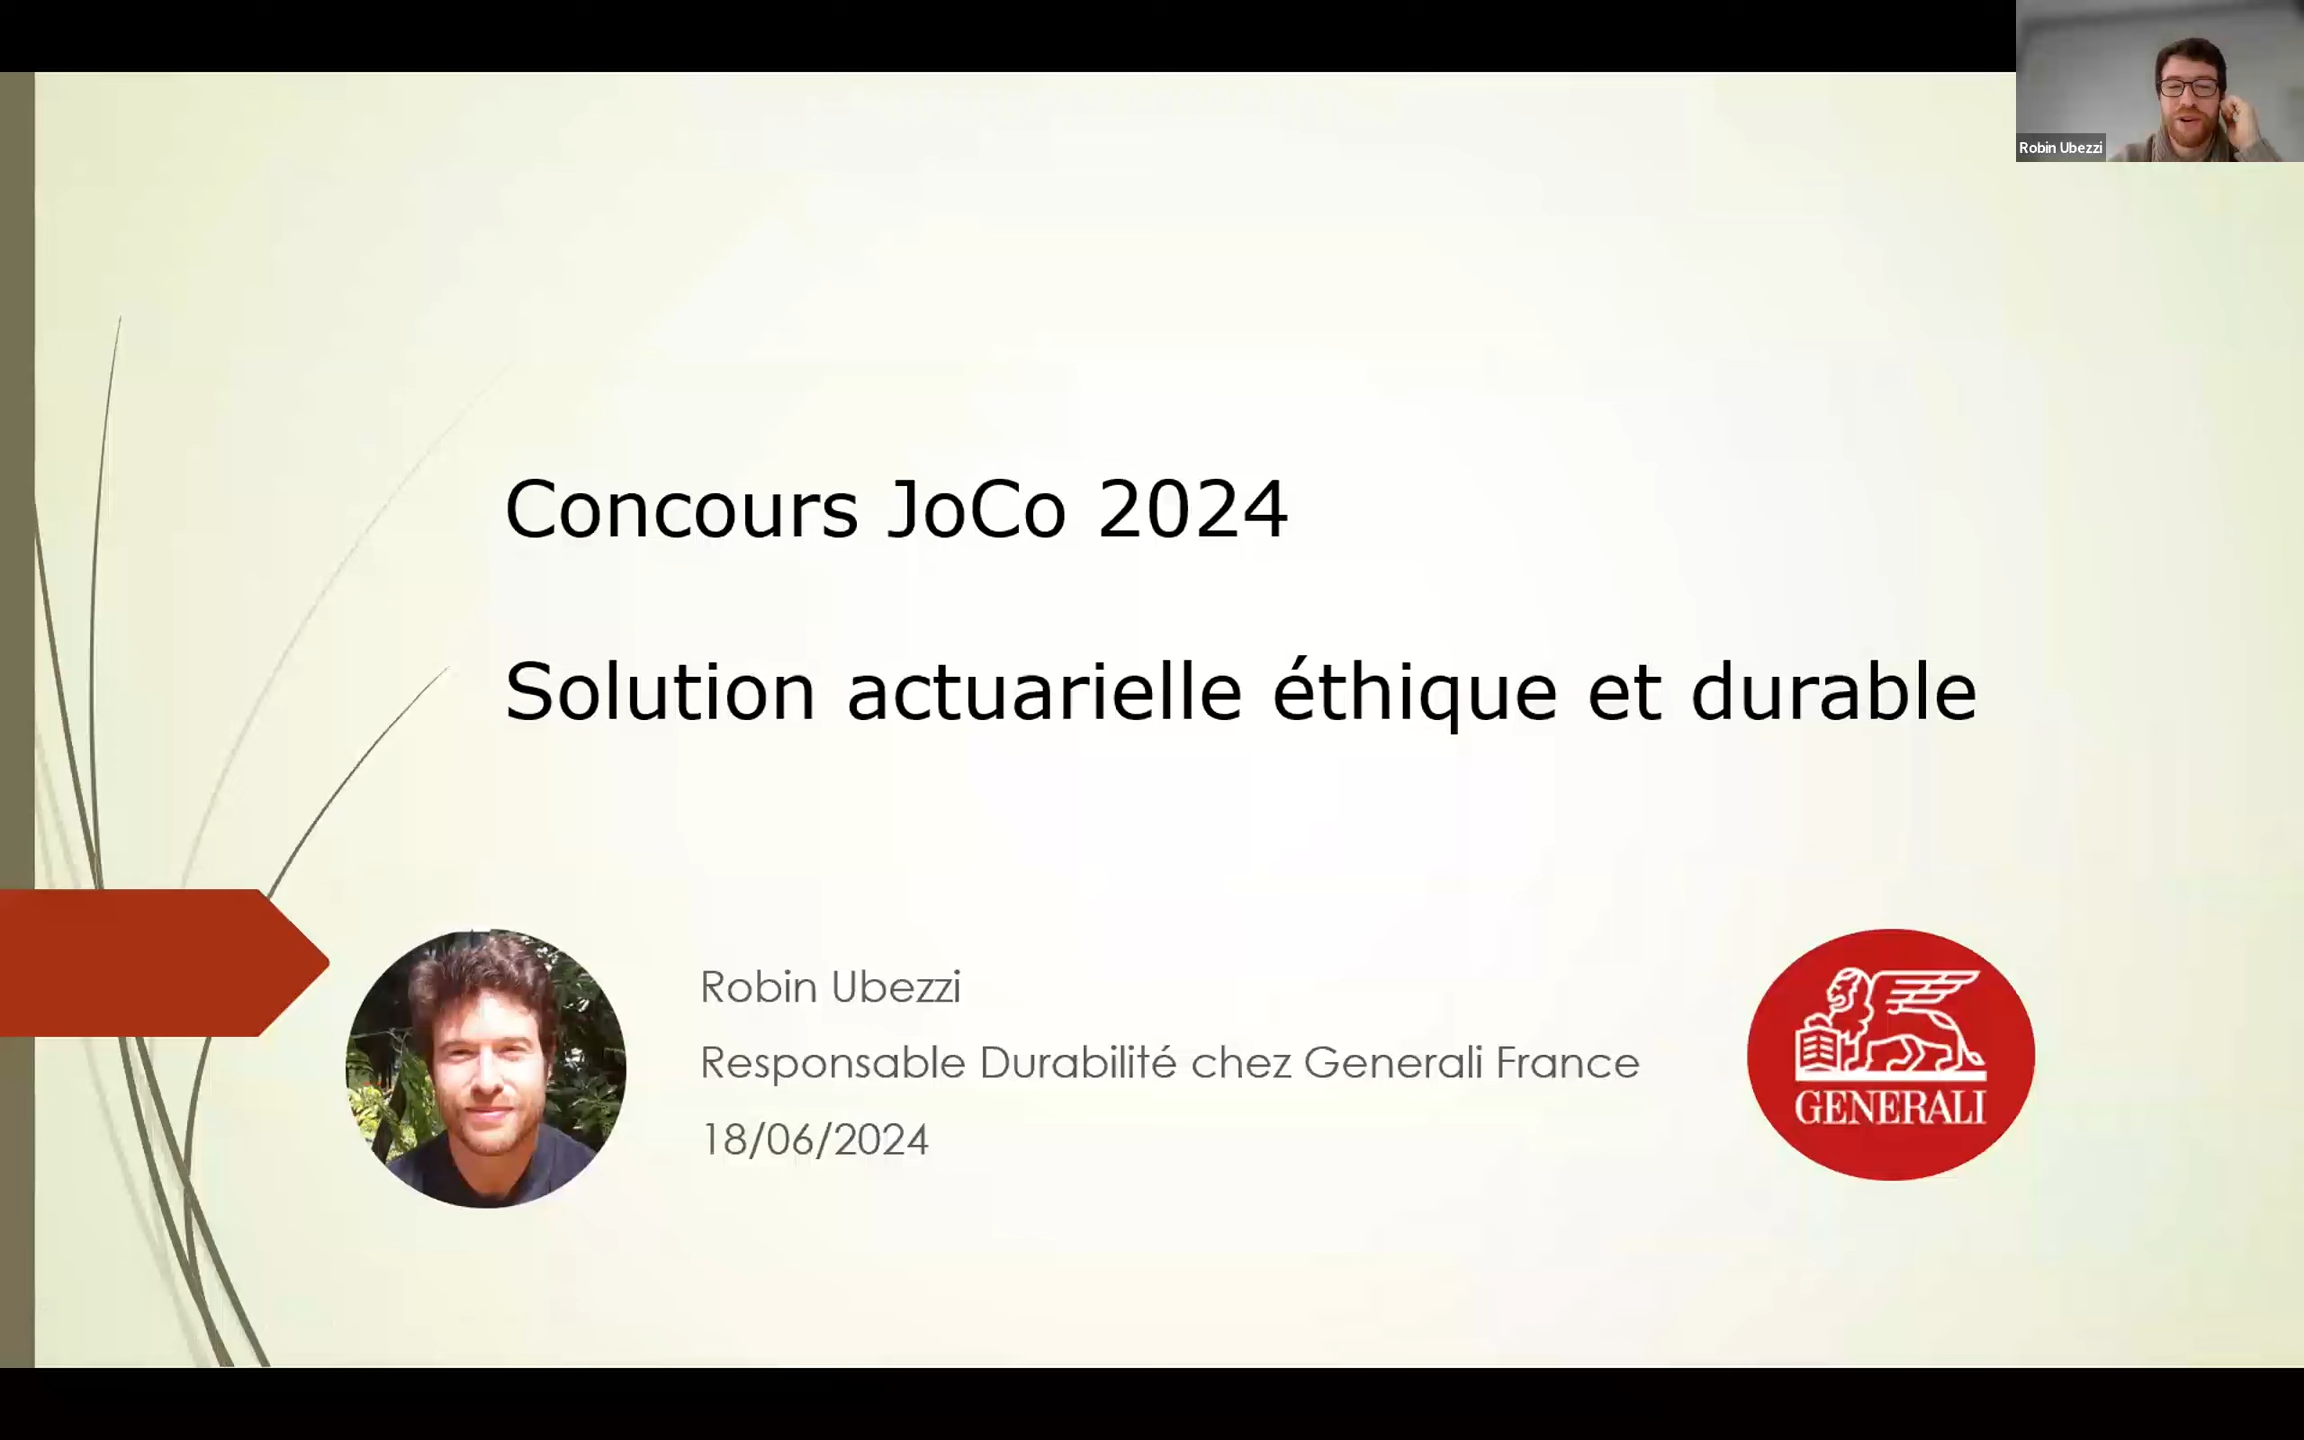 Robin Ubezzi
Concours JoCo 2024
Solution actuarielle éthique et durable
Robin Ubezzi
Responsable Durabilité chez Generali France
18/06/2024
GENERALI